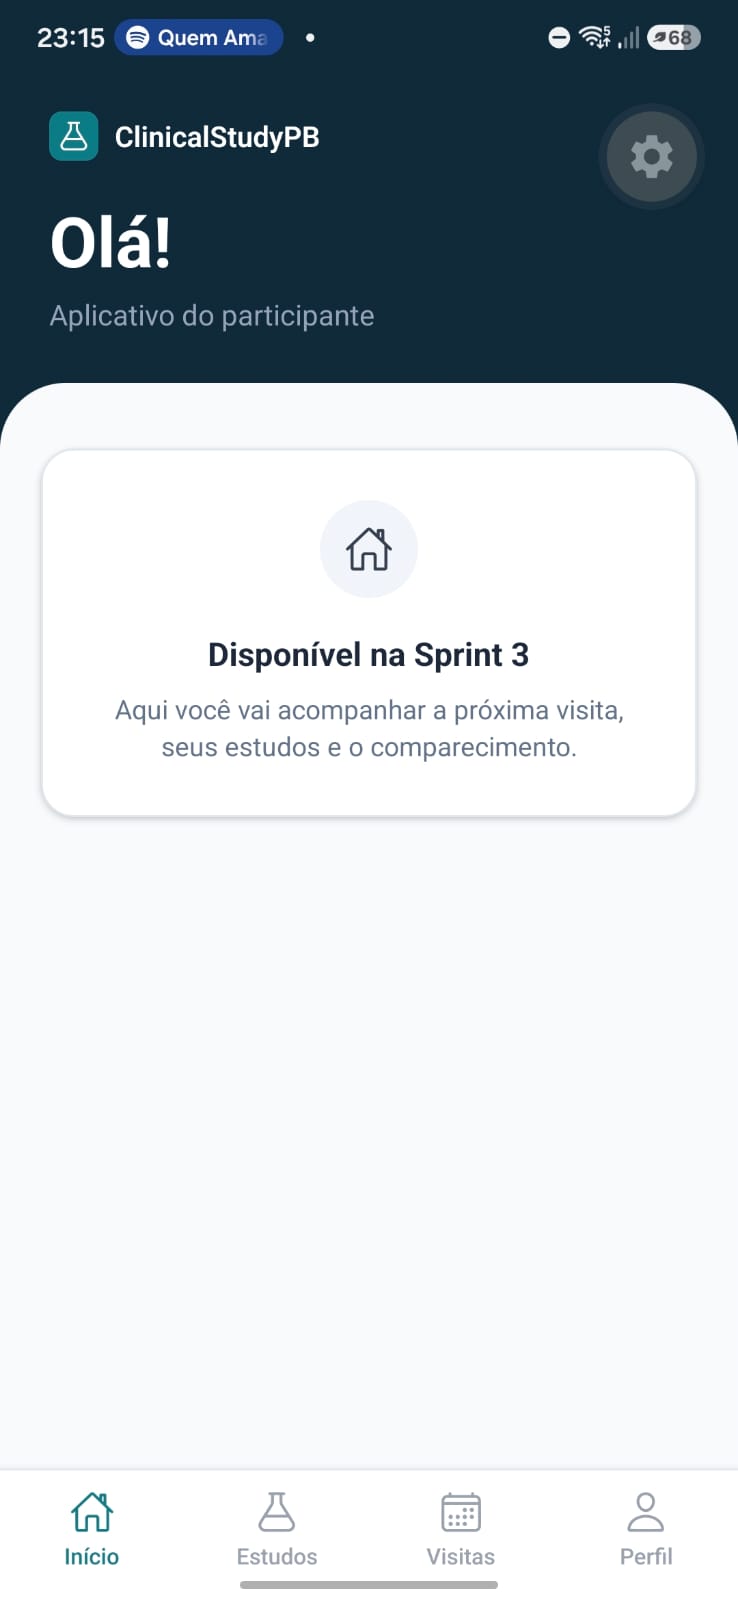 23:15
Quem Ama
5
68
ClinicalStudyPB
Olá!
Aplicativo do participante
Disponível na Sprint 3
Aqui você vai acompanhar a próxima visita,
seus estudos e o comparecimento.
Início
Estudos
Visitas
Perfil